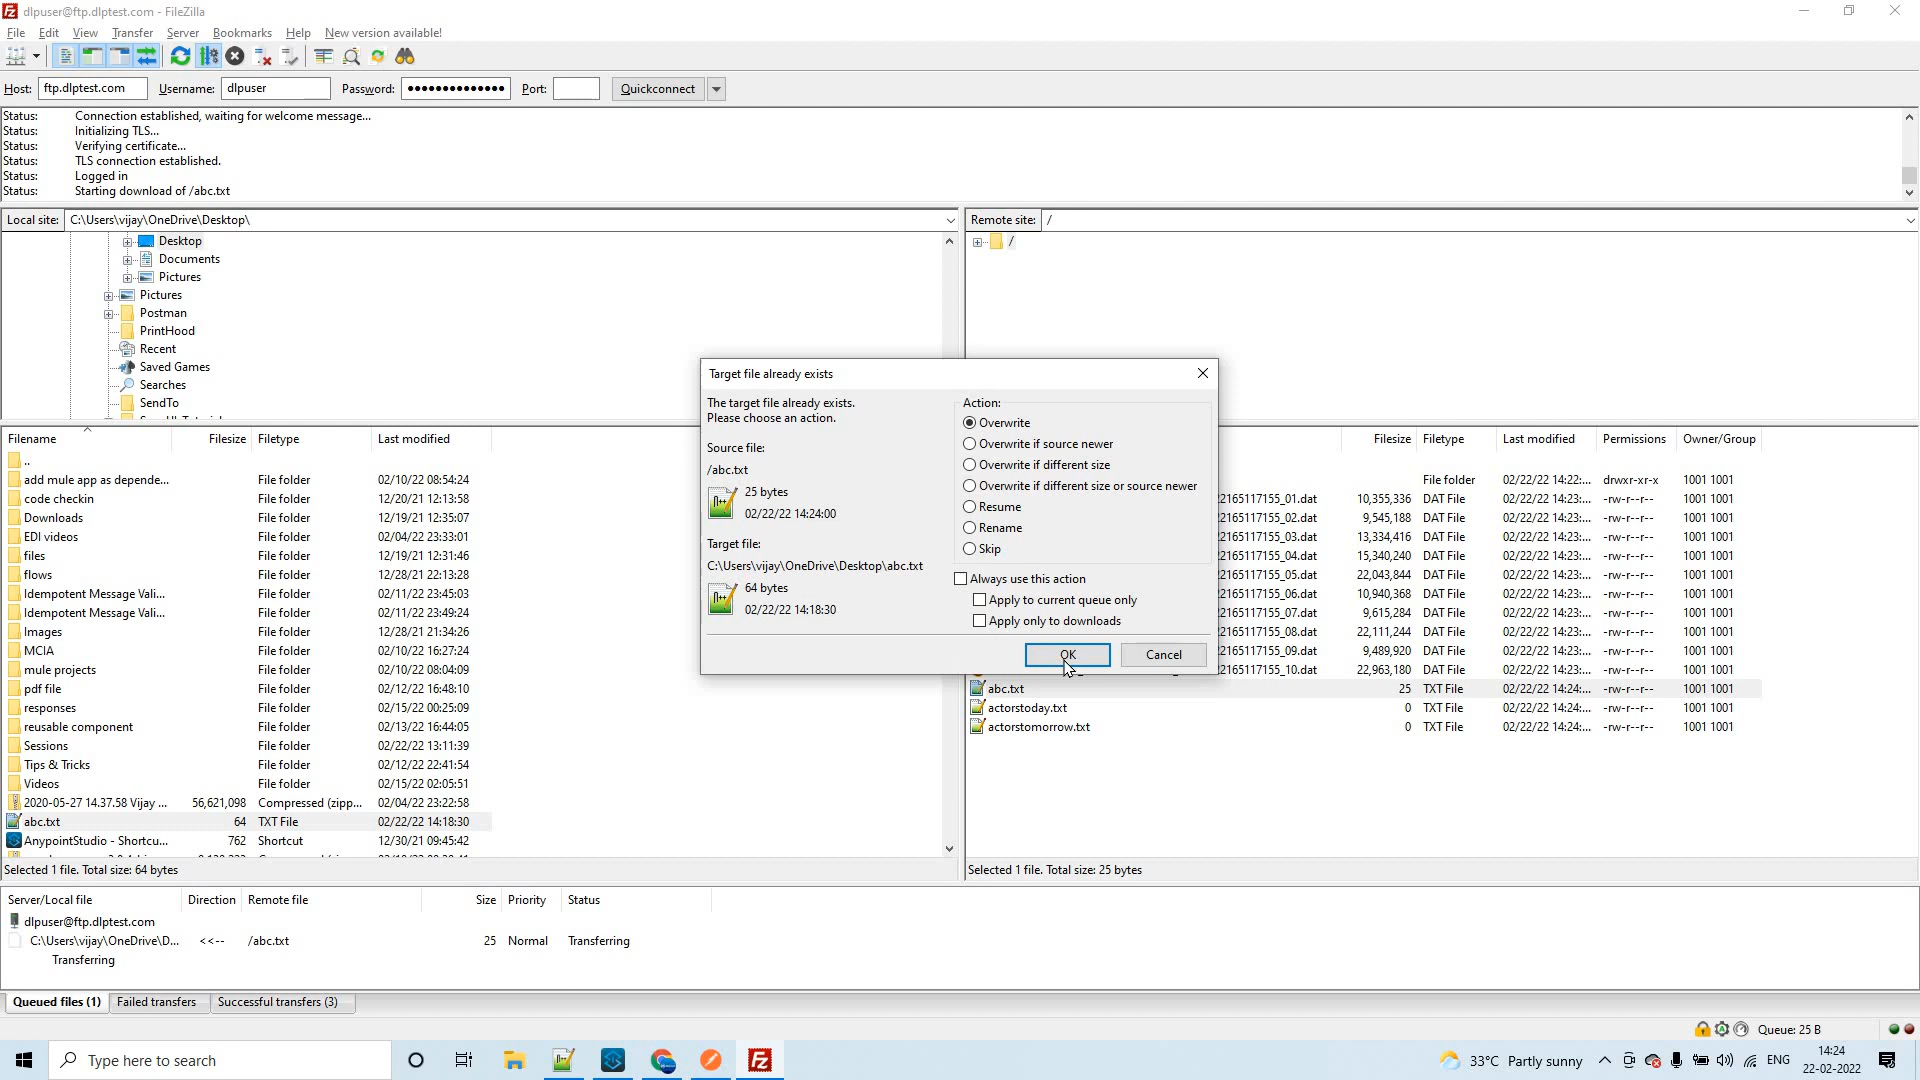 dlpuser@ftp.dlptest.com - FileZilla
File Edit View Transfer Server Bookmarks Help New version available!
Host: ftp.dlptest.com Username: dlpuser Password: ●●●●●●●●●●●●●● Port: Quickconnect
Status: Connection established, waiting for welcome message...
Status: Initializing TLS...
Status: Verifying certificate...
Status: TLS connection established.
Status: Logged in
Status: Starting download of /abc.txt
Local site: C:\Users\vijay\OneDrive\Desktop\
Desktop
Documents
Pictures
Pictures
Postman
PrintHood
Recent
Saved Games
Searches
SendTo
Remote site: /
/
Filename Filesize Filetype Last modified
..
add mule app as depende... File folder 02/10/22 08:54:24
code checkin File folder 12/20/21 12:13:58
Downloads File folder 12/19/21 12:35:07
EDI videos File folder 02/04/22 23:33:01
files File folder 12/19/21 12:31:46
flows File folder 12/28/21 22:13:28
Idempotent Message Vali... File folder 02/11/22 23:45:03
Idempotent Message Vali... File folder 02/11/22 23:49:24
Images File folder 12/28/21 21:34:26
MCIA File folder 02/10/22 16:27:24
mule projects File folder 02/10/22 08:04:09
pdf file File folder 02/12/22 16:48:10
responses File folder 02/15/22 00:25:09
reusable component File folder 02/13/22 16:44:05
Sessions File folder 02/22/22 13:11:39
Tips & Tricks File folder 02/12/22 22:41:54
Videos File folder 02/15/22 02:05:51
2020-05-27 14.37.58 Vijay ... 56,621,098 Compressed (zipp... 02/04/22 23:22:58
abc.txt 64 TXT File 02/22/22 14:18:30
AnypointStudio - Shortcu... 762 Shortcut 12/30/21 09:45:42
Selected 1 file. Total size: 64 bytes
Target file already exists
The target file already exists.
Please choose an action.
Source file:
/abc.txt
25 bytes
02/22/22 14:24:00
Target file:
C:\Users\vijay\OneDrive\Desktop\abc.txt
64 bytes
02/22/22 14:18:30
Action:
Overwrite
Overwrite if source newer
Overwrite if different size
Overwrite if different size or source newer
Resume
Rename
Skip
Always use this action
Apply to current queue only
Apply only to downloads
OK Cancel
Filesize Filetype Last modified Permissions Owner/Group
File folder 02/22/22 14:22:... drwxr-xr-x 1001 1001
22165117155_01.dat 10,355,336 DAT File 02/22/22 14:23:... -rw-r--r-- 1001 1001
22165117155_02.dat 9,545,188 DAT File 02/22/22 14:23:... -rw-r--r-- 1001 1001
22165117155_03.dat 13,334,416 DAT File 02/22/22 14:23:... -rw-r--r-- 1001 1001
22165117155_04.dat 15,340,240 DAT File 02/22/22 14:23:... -rw-r--r-- 1001 1001
22165117155_05.dat 22,043,844 DAT File 02/22/22 14:23:... -rw-r--r-- 1001 1001
22165117155_06.dat 10,940,368 DAT File 02/22/22 14:23:... -rw-r--r-- 1001 1001
22165117155_07.dat 9,615,284 DAT File 02/22/22 14:23:... -rw-r--r-- 1001 1001
22165117155_08.dat 22,111,244 DAT File 02/22/22 14:23:... -rw-r--r-- 1001 1001
22165117155_09.dat 9,489,920 DAT File 02/22/22 14:23:... -rw-r--r-- 1001 1001
22165117155_10.dat 22,963,180 DAT File 02/22/22 14:23:... -rw-r--r-- 1001 1001
abc.txt 25 TXT File 02/22/22 14:24:... -rw-r--r-- 1001 1001
actorstoday.txt 0 TXT File 02/22/22 14:24:... -rw-r--r-- 1001 1001
actorstomorrow.txt 0 TXT File 02/22/22 14:24:... -rw-r--r-- 1001 1001
Selected 1 file. Total size: 25 bytes
Server/Local file Direction Remote file Size Priority Status
dlpuser@ftp.dlptest.com
C:\Users\vijay\OneDrive\D... <<-- /abc.txt 25 Normal Transferring
Transferring
Queued files (1) Failed transfers Successful transfers (3)
Queue: 25 B
Type here to search
33°C Partly sunny
ENG
14:24
22-02-2022